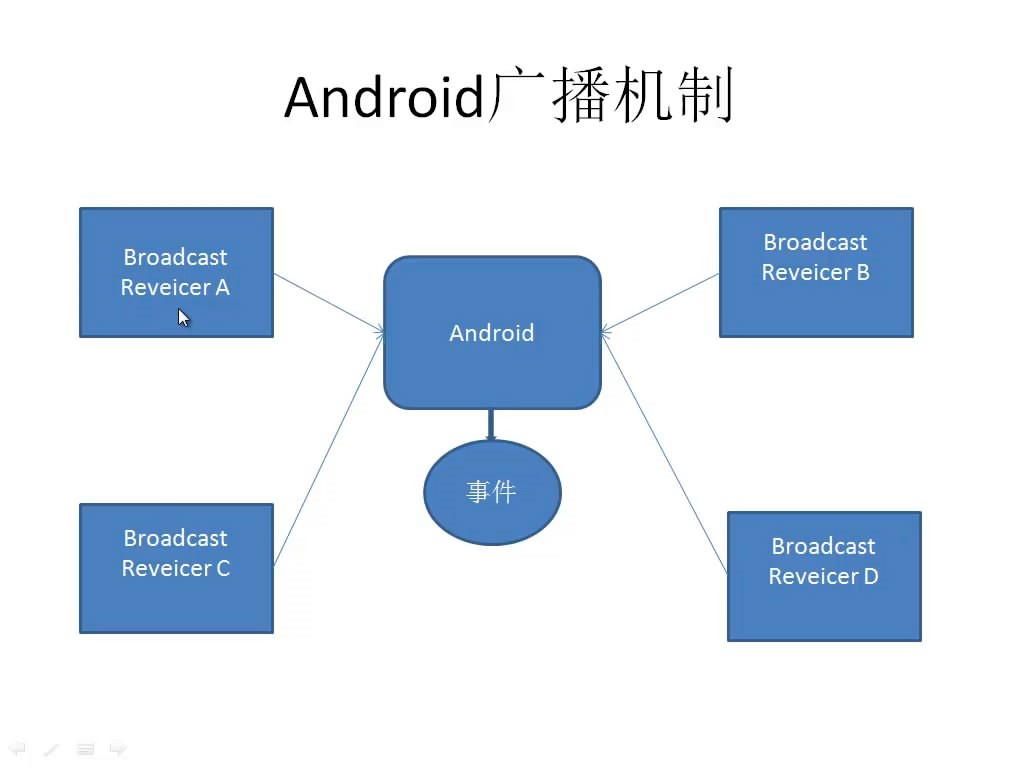 Android广播机制
Broadcast
Reveicer A
Broadcast
Reveicer B
Android
事件
Broadcast
Reveicer C
Broadcast
Reveicer D